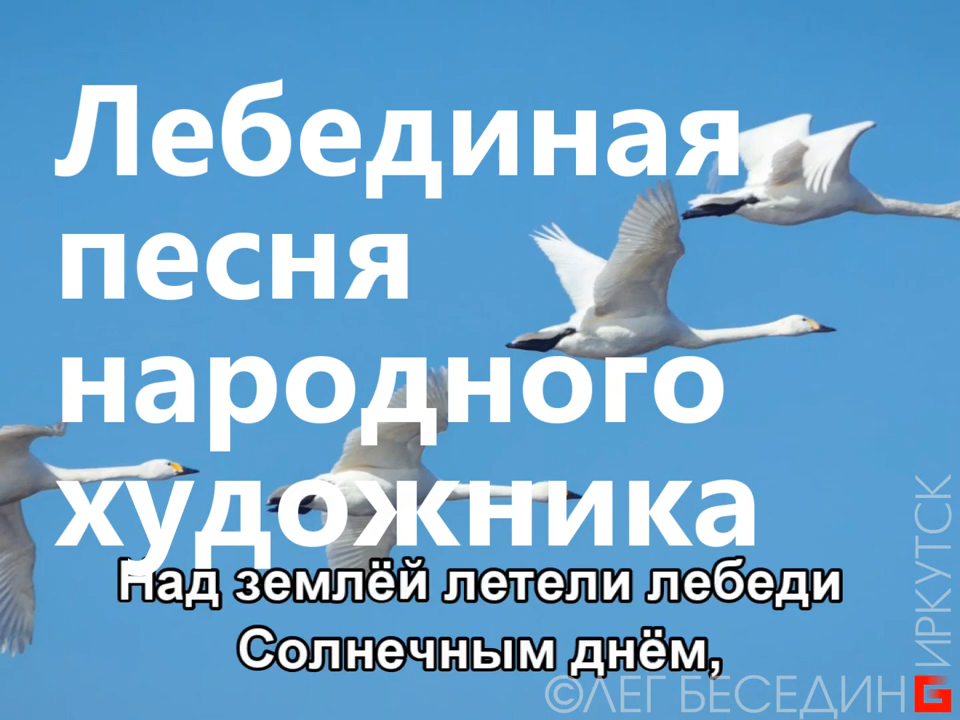 Лебединая
песня
народного
художника
Над землёй летели лебеди
Солнечным днём,
©ЛЕГ БЕСЕДИН
ИРКУТСК